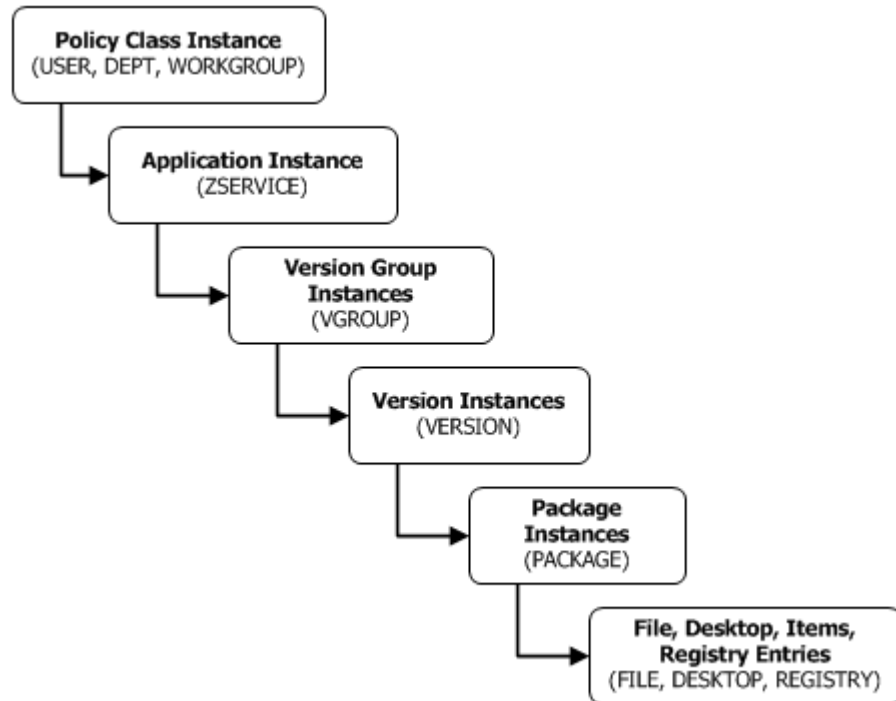 Policy Class Instance
(USER, DEPT, WORKGROUP)
Application Instance
(ZSERVICE)
Version Group
Instances
(VGROUP)
Version Instances
(VERSION)
Package
Instances
(PACKAGE)
File, Desktop, Items,
Registry Entries
(FILE, DESKTOP, REGISTRY)